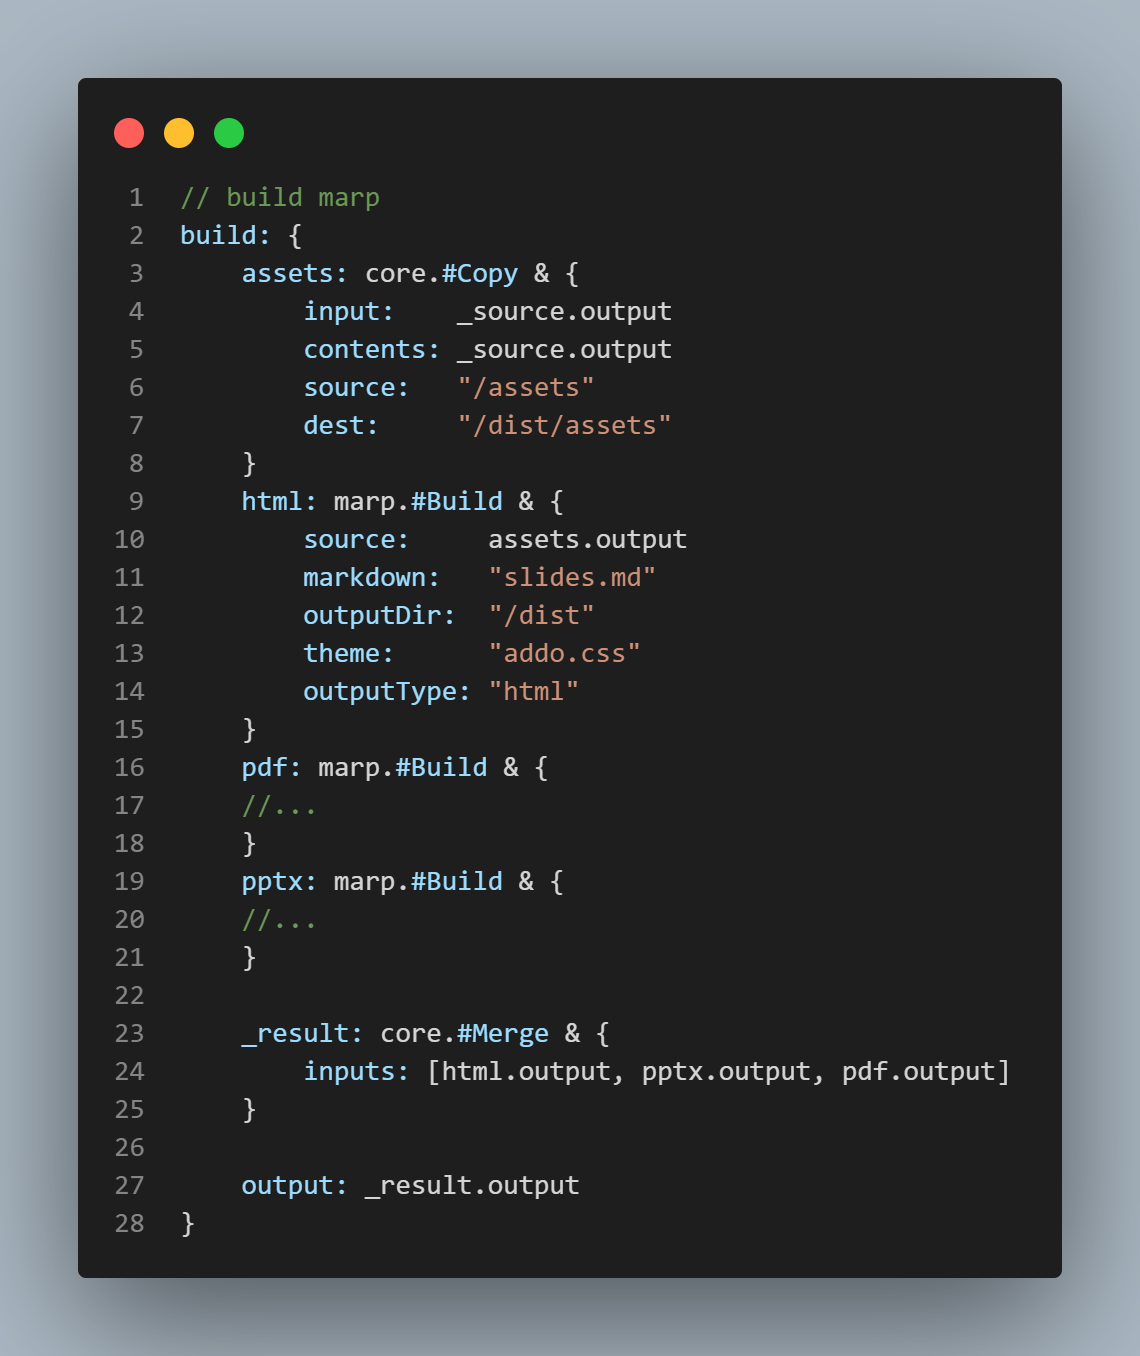 1 // build marp
2 build: {
3     assets: core.#Copy & {
4         input:    _source.output
5         contents: _source.output
6         source:   "/assets"
7         dest:     "/dist/assets"
8     }
9     html: marp.#Build & {
10         source:     assets.output
11         markdown:   "slides.md"
12         outputDir:  "/dist"
13         theme:      "addo.css"
14         outputType: "html"
15     }
16     pdf: marp.#Build & {
17     //...
18     }
19     pptx: marp.#Build & {
20     //...
21     }
22
23     _result: core.#Merge & {
24         inputs: [html.output, pptx.output, pdf.output]
25     }
26
27     output: _result.output
28 }